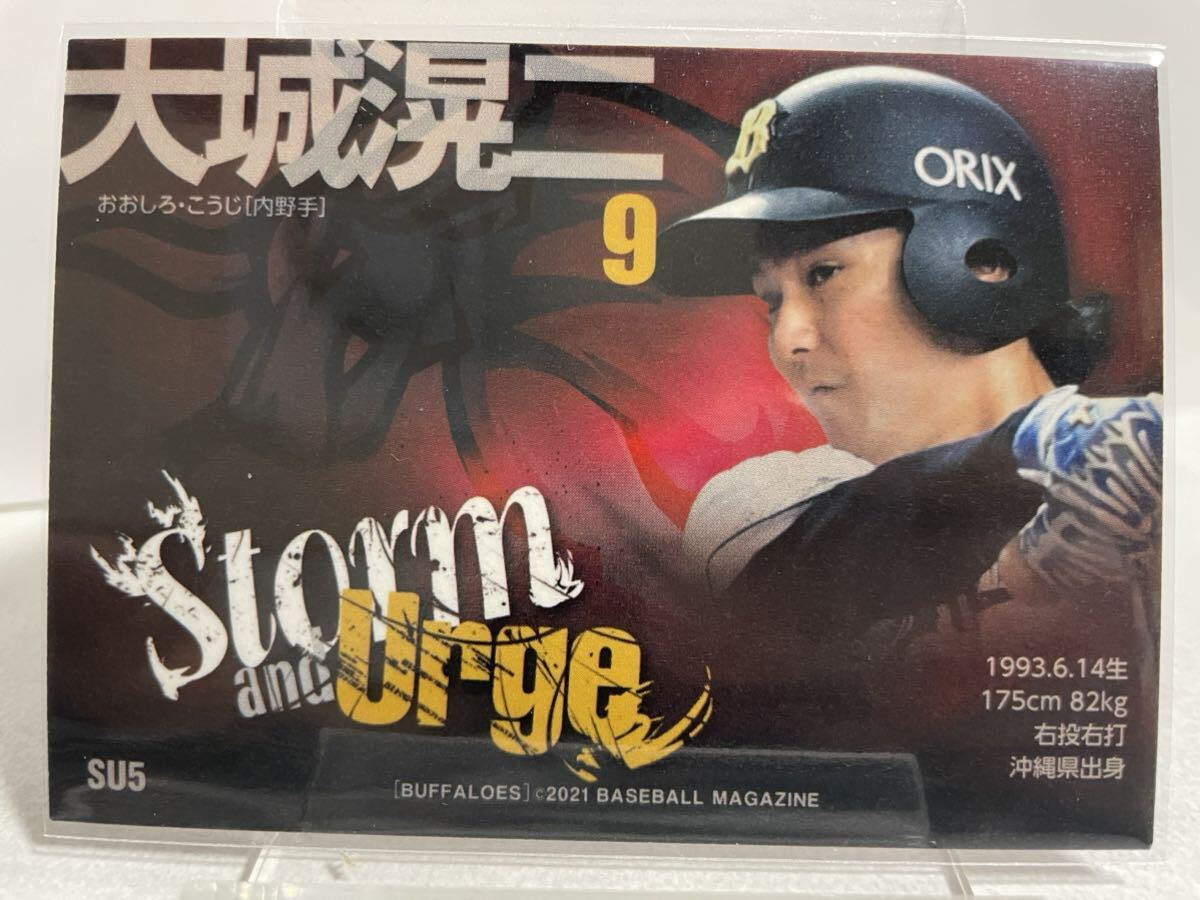 大城滉二
おおしろ・こうじ[内野手]
9
B
ORIX
Storm
and Urge
1993.6.14生
175cm 82kg
右投右打
沖縄県出身
SU5
[BUFFALOES] ©2021 BASEBALL MAGAZINE